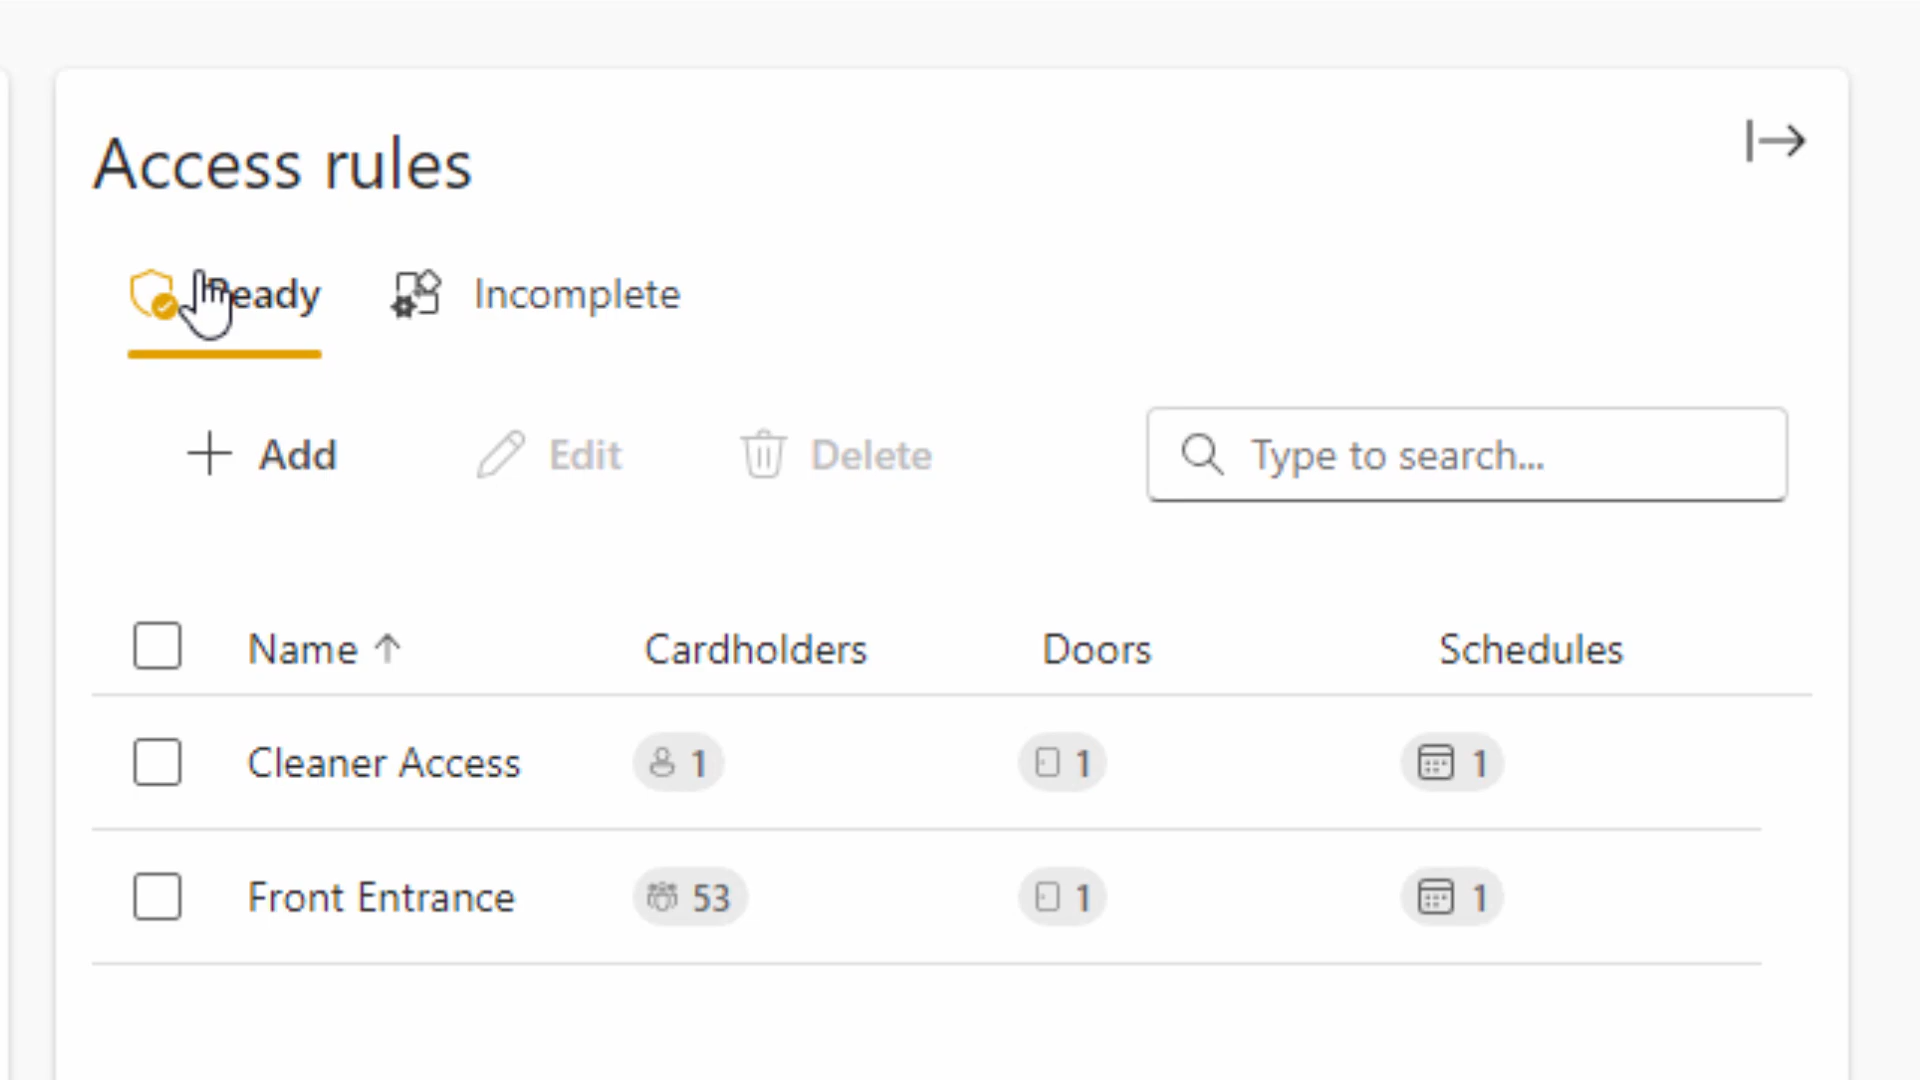 Access rules
Ready Incomplete
Add Edit Delete Type to search...
Name Cardholders Doors Schedules
Cleaner Access 1 1 1
Front Entrance 53 1 1